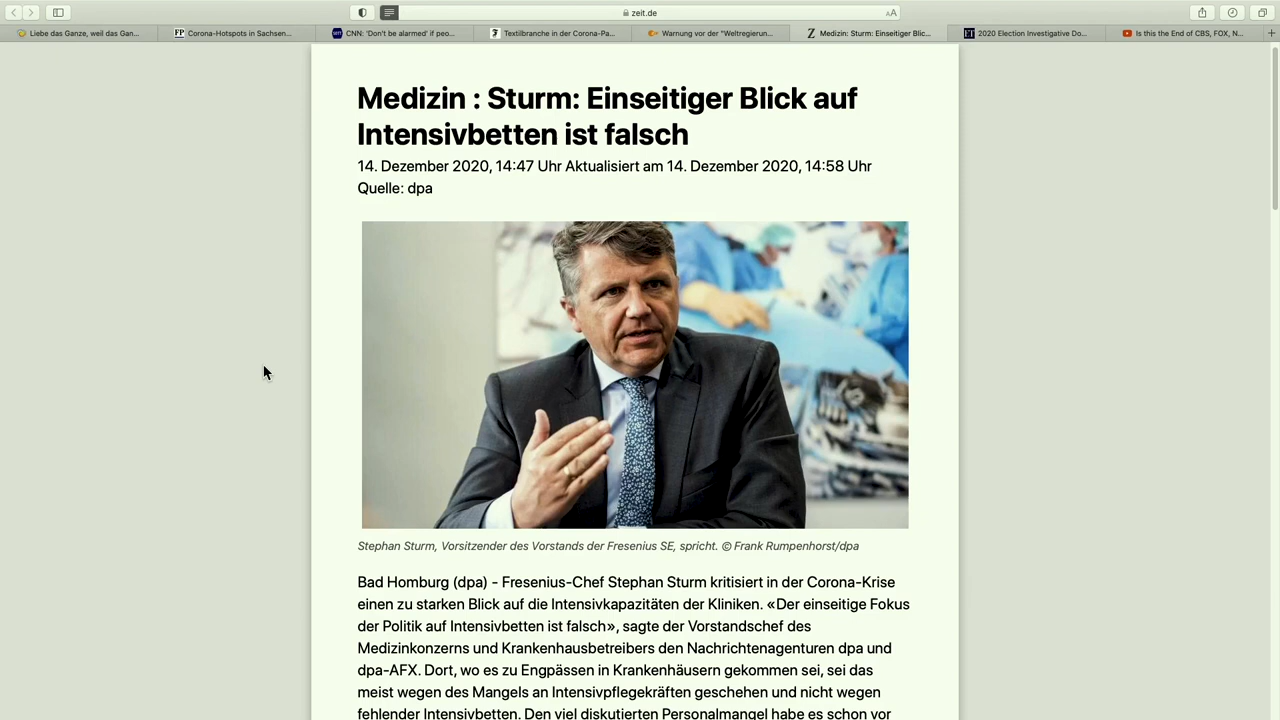 zeit.de
AA
Liebe das Ganze, weil das Gan...
FP Corona-Hotspots in Sachsen...
CNN: 'Don't be alarmed' if peo...
Textilbranche in der Corona-Pa...
Warnung vor der "Weltregierun...
Z Medizin: Sturm: Einseitiger Blic...
ET 2020 Election Investigative Do...
Is this the End of CBS, FOX, N...
Medizin : Sturm: Einseitiger Blick auf
Intensivbetten ist falsch
14. Dezember 2020, 14:47 Uhr Aktualisiert am 14. Dezember 2020, 14:58 Uhr
Quelle: dpa
Stephan Sturm, Vorsitzender des Vorstands der Fresenius SE, spricht. © Frank Rumpenhorst/dpa
Bad Homburg (dpa) - Fresenius-Chef Stephan Sturm kritisiert in der Corona-Krise
einen zu starken Blick auf die Intensivkapazitäten der Kliniken. «Der einseitige Fokus
der Politik auf Intensivbetten ist falsch», sagte der Vorstandschef des
Medizinkonzerns und Krankenhausbetreibers den Nachrichtenagenturen dpa und
dpa-AFX. Dort, wo es zu Engpässen in Krankenhäusern gekommen sei, sei das
meist wegen des Mangels an Intensivpflegekräften geschehen und nicht wegen
fehlender Intensivbetten. Den viel diskutierten Personalmangel habe es schon vor